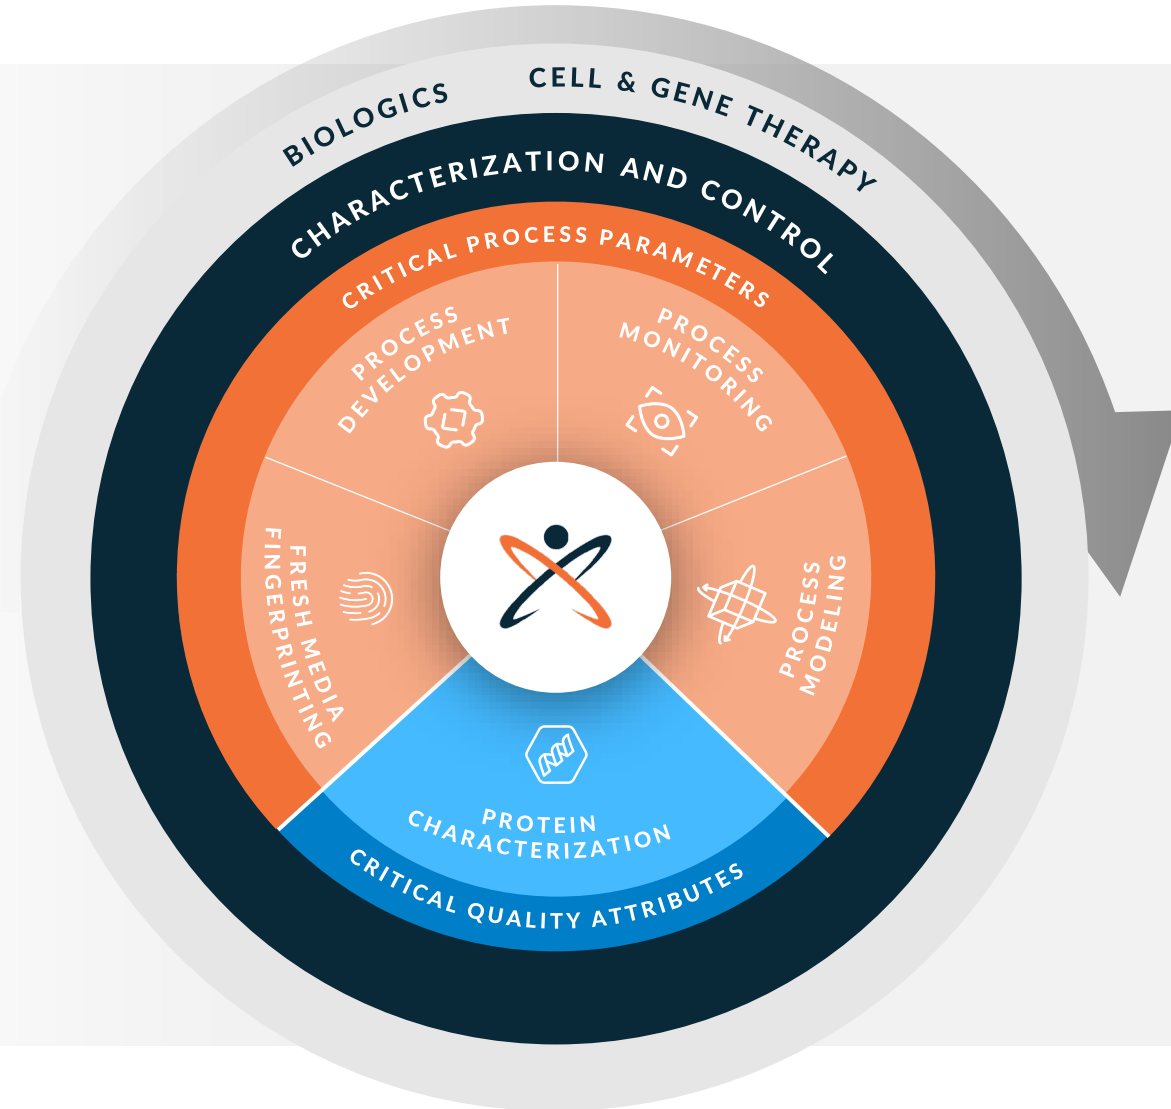 BIOLOGICS
CELL & GENE THERAPY
CHARACTERIZATION AND CONTROL
CRITICAL PROCESS PARAMETERS
PROCESS
DEVELOPMENT
PROCESS
MONITORING
FRESH MEDIA
FINGERPRINTING
PROCESS
MODELING
PROTEIN
CHARACTERIZATION
CRITICAL QUALITY ATTRIBUTES